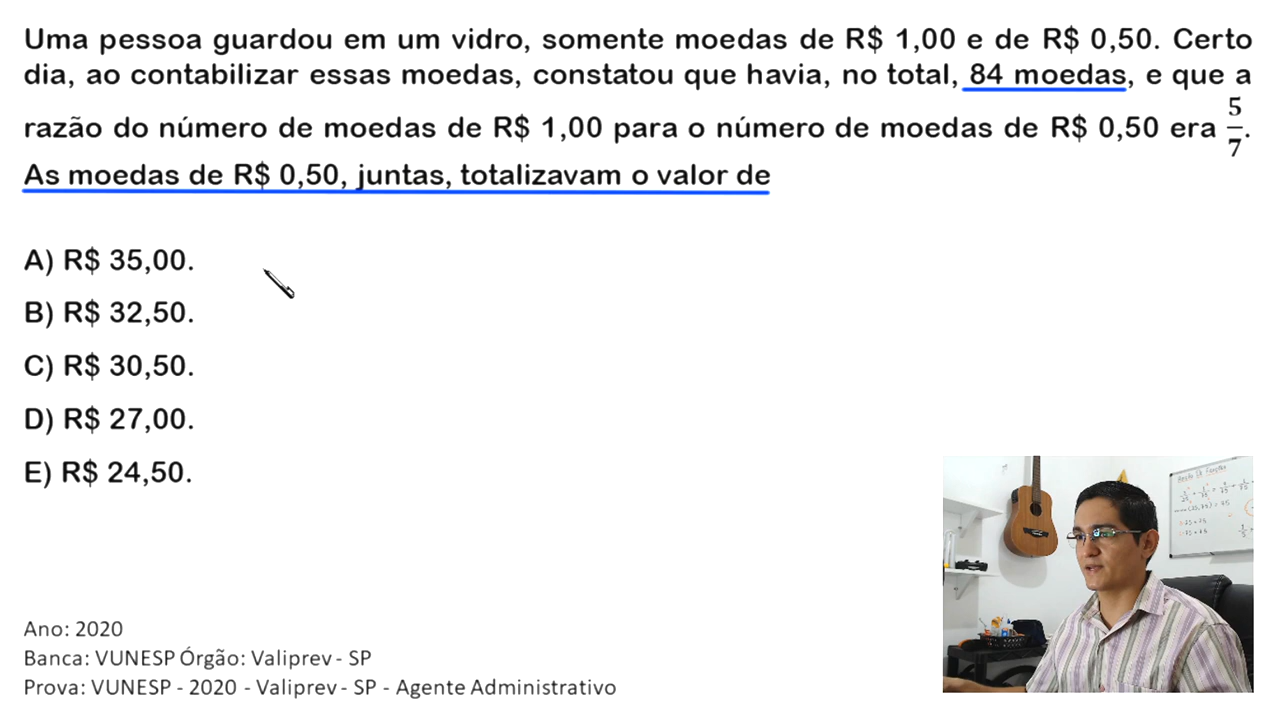 Uma pessoa guardou em um vidro, somente moedas de R$ 1,00 e de R$ 0,50. Certo
dia, ao contabilizar essas moedas, constatou que havia, no total, 84 moedas, e que a
razão do número de moedas de R$ 1,00 para o número de moedas de R$ 0,50 era 5/7.
As moedas de R$ 0,50, juntas, totalizavam o valor de
A) R$ 35,00.
B) R$ 32,50.
C) R$ 30,50.
D) R$ 27,00.
E) R$ 24,50.
Ano: 2020
Banca: VUNESP Órgão: Valiprev - SP
Prova: VUNESP - 2020 - Valiprev - SP - Agente Administrativo